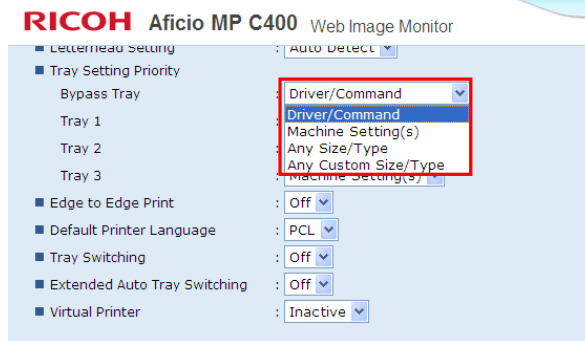 RICOH Aficio MP C400 Web Image Monitor
Letterhead Setting : Auto Detect
Tray Setting Priority
Bypass Tray : Driver/Command
Driver/Command
Tray 1 :
Machine Setting(s)
Tray 2 : Any Size/Type
Any Custom Size/Type
Tray 3 : Machine Setting(s)
Edge to Edge Print : Off
Default Printer Language : PCL
Tray Switching : Off
Extended Auto Tray Switching : Off
Virtual Printer : Inactive